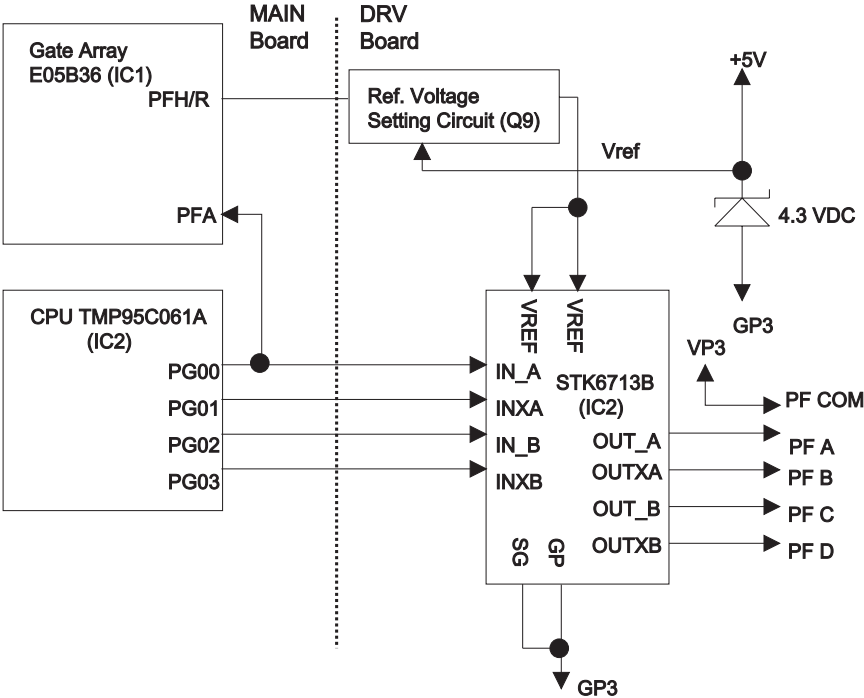 MAIN
Board
DRV
Board
Gate Array
E05B36 (IC1)
PFH/R
PFA
Ref. Voltage
Setting Circuit (Q9)
+5V
Vref
4.3 VDC
GP3
CPU TMP95C061A
(IC2)
PG00
PG01
PG02
PG03
VREF
VREF
IN_A
INXA
IN_B
INXB
STK6713B
(IC2)
OUT_A
OUTXA
OUT_B
OUTXB
SG
GP
VP3
PF COM
PF A
PF B
PF C
PF D
GP3